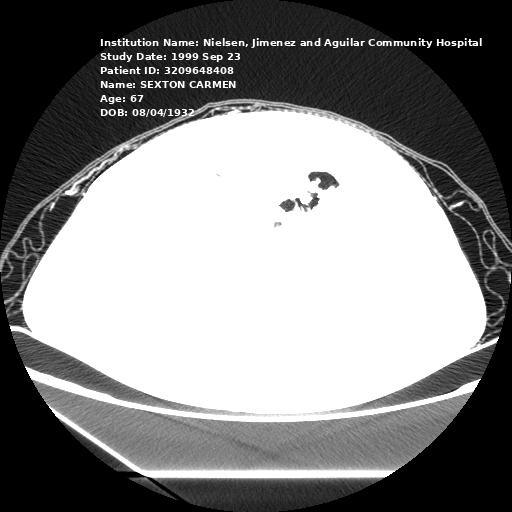 Institution Name: Nielsen, Jimenez and Aguilar Community Hospital
Study Date: 1999 Sep 23
Patient ID: 3209648408
Name: SEXTON CARMEN
Age: 67
DOB: 08/04/1932